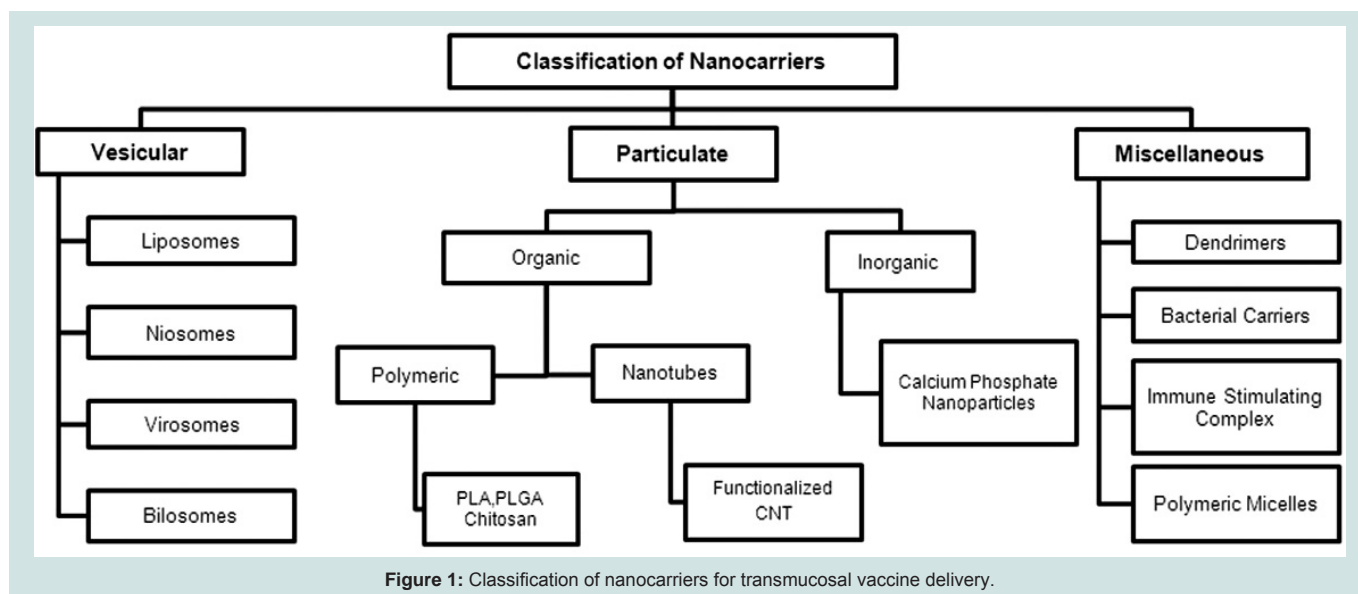 Classification of Nanocarriers
Vesicular
Particulate
Miscellaneous
Liposomes
Niosomes
Virosomes
Bilosomes
Organic
Inorganic
Polymeric
Nanotubes
PLA,PLGA
Chitosan
Functionalized
CNT
Calcium Phosphate
Nanoparticles
Dendrimers
Bacterial Carriers
Immune Stimulating
Complex
Polymeric Micelles
Figure 1: Classification of nanocarriers for transmucosal vaccine delivery.